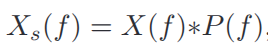 X_s(f) = X(f)*P(f),